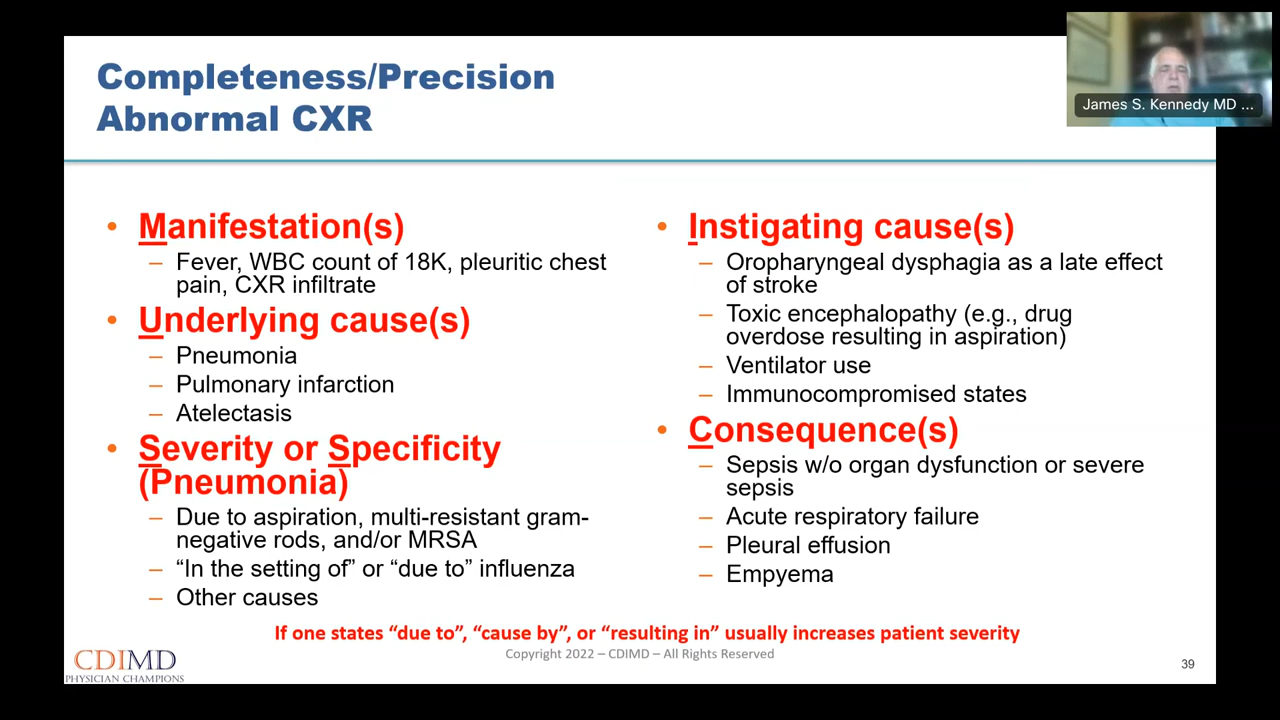 Completeness/Precision
Abnormal CXR
James S. Kennedy MD ...
• Manifestation(s)
– Fever, WBC count of 18K, pleuritic chest
pain, CXR infiltrate
• Underlying cause(s)
– Pneumonia
– Pulmonary infarction
– Atelectasis
• Severity or Specificity
(Pneumonia)
– Due to aspiration, multi-resistant gram-
negative rods, and/or MRSA
– “In the setting of” or “due to” influenza
– Other causes
• Instigating cause(s)
– Oropharyngeal dysphagia as a late effect
of stroke
– Toxic encephalopathy (e.g., drug
overdose resulting in aspiration)
– Ventilator use
– Immunocompromised states
• Consequence(s)
– Sepsis w/o organ dysfunction or severe
sepsis
– Acute respiratory failure
– Pleural effusion
– Empyema
If one states “due to”, “cause by”, or “resulting in” usually increases patient severity
Copyright 2022 – CDIMD – All Rights Reserved
CDIMD
PHYSICIAN CHAMPIONS
39